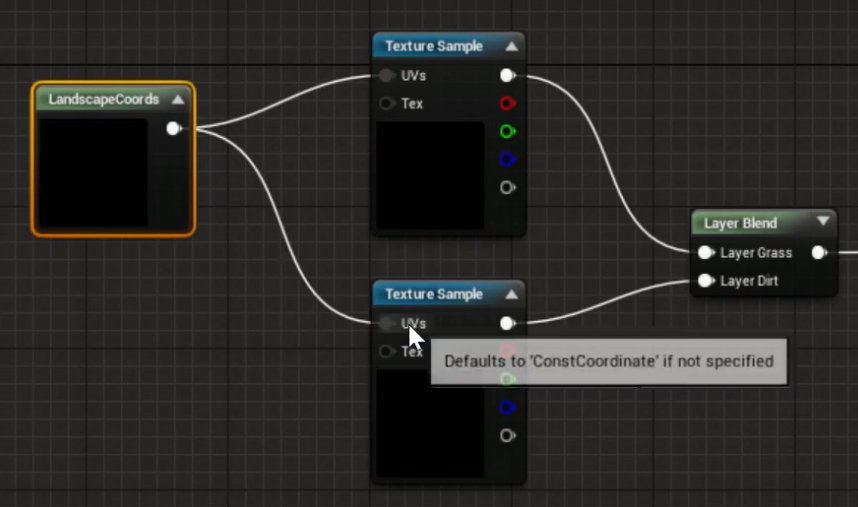 Texture Sample
UVs
Tex
LandscapeCoords
Layer Blend
Layer Grass
Layer Dirt
Texture Sample
UVs
Tex
Defaults to 'ConstCoordinate' if not specified